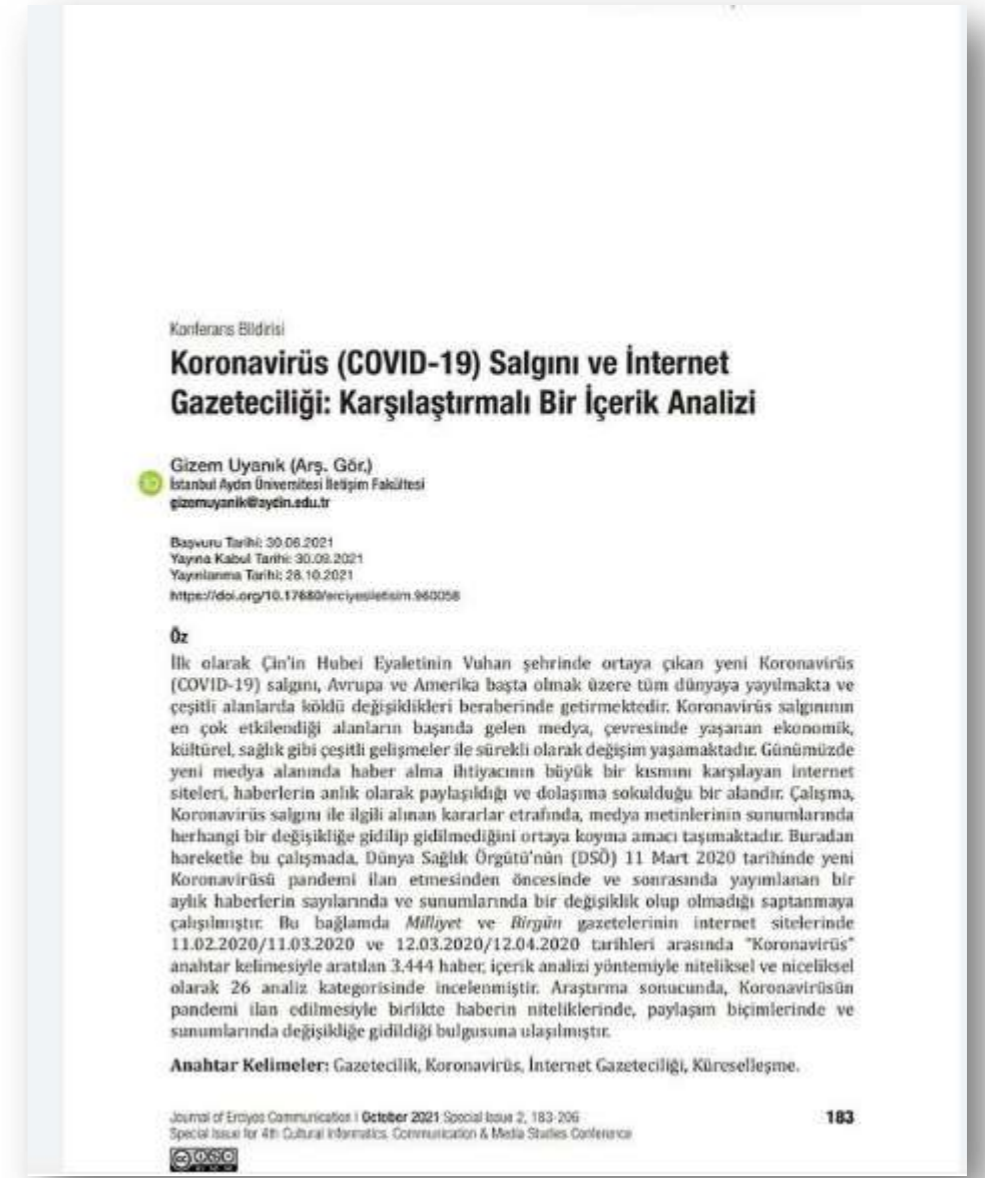 Konferans Bildirisi
Koronavirüs (COVID-19) Salgını ve İnternet
Gazeteciliği: Karşılaştırmalı Bir İçerik Analizi
Gizem Uyanık (Arş. Gör.)
İstanbul Aydın Üniversitesi İletişim Fakültesi
gizemuyanik@aydin.edu.tr
Başvuru Tarihi: 30.06.2021
Yayına Kabul Tarihi: 30.09.2021
Yayınlanma Tarihi: 28.10.2021
https://doi.org/10.17680/erciyesiletisim.960058
Öz
İlk olarak Çin'in Hubei Eyaletinin Vuhan şehrinde ortaya çıkan yeni Koronavirüs
(COVID-19) salgını, Avrupa ve Amerika başta olmak üzere tüm dünyaya yayılmakta ve
çeşitli alanlarda köklü değişiklikleri beraberinde getirmektedir. Koronavirüs salgınının
en çok etkilendiği alanların başında gelen medya, çevresinde yaşanan ekonomik,
kültürel, sağlık gibi çeşitli gelişmeler ile sürekli olarak değişim yaşamaktadır. Günümüzde
yeni medya alanında haber alma ihtiyacının büyük bir kısmını karşılayan internet
siteleri, haberlerin anlık olarak paylaşıldığı ve dolaşıma sokulduğu bir alandır. Çalışma,
Koronavirüs salgını ile ilgili alınan kararlar etrafında, medya metinlerinin sunumlarında
herhangi bir değişikliğe gidilip gidilmediğini ortaya koyma amacı taşımaktadır. Buradan
hareketle bu çalışmada, Dünya Sağlık Örgütü'nün (DSÖ) 11 Mart 2020 tarihinde yeni
Koronavirüsü pandemi ilan etmesinden öncesinde ve sonrasında yayımlanan bir
aylık haberlerin sayılarında ve sunumlarında bir değişiklik olup olmadığı saptanmaya
çalışılmıştır. Bu bağlamda Milliyet ve Birgün gazetelerinin internet sitelerinde
11.02.2020/11.03.2020 ve 12.03.2020/12.04.2020 tarihleri arasında "Koronavirüs"
anahtar kelimesiyle aratılan 3.444 haber, içerik analizi yöntemiyle niteliksel ve niceliksel
olarak 26 analiz kategorisinde incelenmiştir. Araştırma sonucunda, Koronavirüsün
pandemi ilan edilmesiyle birlikte haberin niteliklerinde, paylaşım biçimlerinde ve
sunumlarında değişikliğe gidildiği bulgusuna ulaşılmıştır.
Anahtar Kelimeler: Gazetecilik, Koronavirüs, İnternet Gazeteciliği, Küreselleşme.
Journal of Erciyes Communication | October 2021 Special Issue 2, 183-206
183
Special Issue for 4th Cultural Informatics, Communication & Media Studies Conference